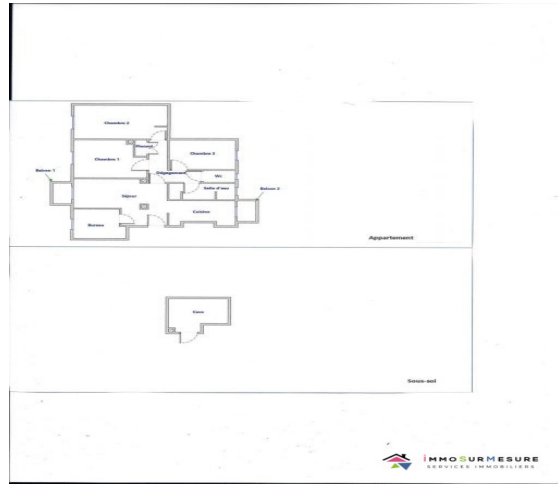 Chambre 2
Placard
Chambre 3
Chambre 1
Balcon 1
Dégagement
WC
Salle d'eau
Balcon 2
Séjour
Cuisine
Bureau
Appartement
Cave
Sous-sol
iMMOSURMESURE
SERVICES IMMOBILIERS